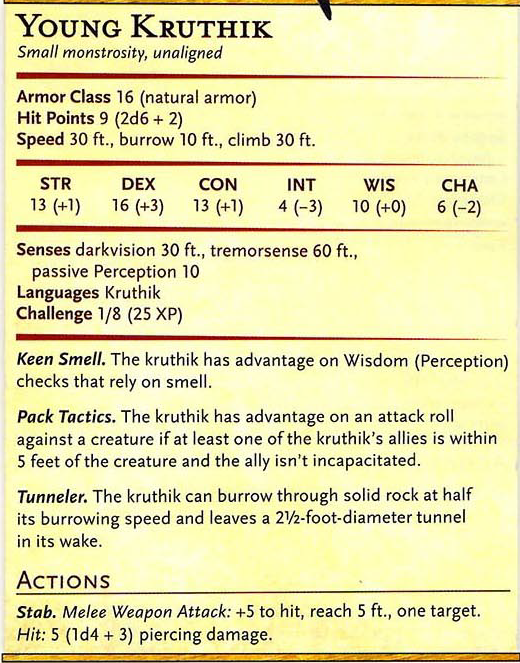 Young Kruthik
Small monstrosity, unaligned
Armor Class 16 (natural armor)
Hit Points 9 (2d6 + 2)
Speed 30 ft., burrow 10 ft., climb 30 ft.
STR DEX CON INT WIS CHA
13 (+1) 16 (+3) 13 (+1) 4 (−3) 10 (+0) 6 (−2)
Senses darkvision 30 ft., tremorsense 60 ft.,
passive Perception 10
Languages Kruthik
Challenge 1/8 (25 XP)
Keen Smell. The kruthik has advantage on Wisdom (Perception)
checks that rely on smell.
Pack Tactics. The kruthik has advantage on an attack roll
against a creature if at least one of the kruthik's allies is within
5 feet of the creature and the ally isn't incapacitated.
Tunneler. The kruthik can burrow through solid rock at half
its burrowing speed and leaves a 2½-foot-diameter tunnel
in its wake.
Actions
Stab. Melee Weapon Attack: +5 to hit, reach 5 ft., one target.
Hit: 5 (1d4 + 3) piercing damage.